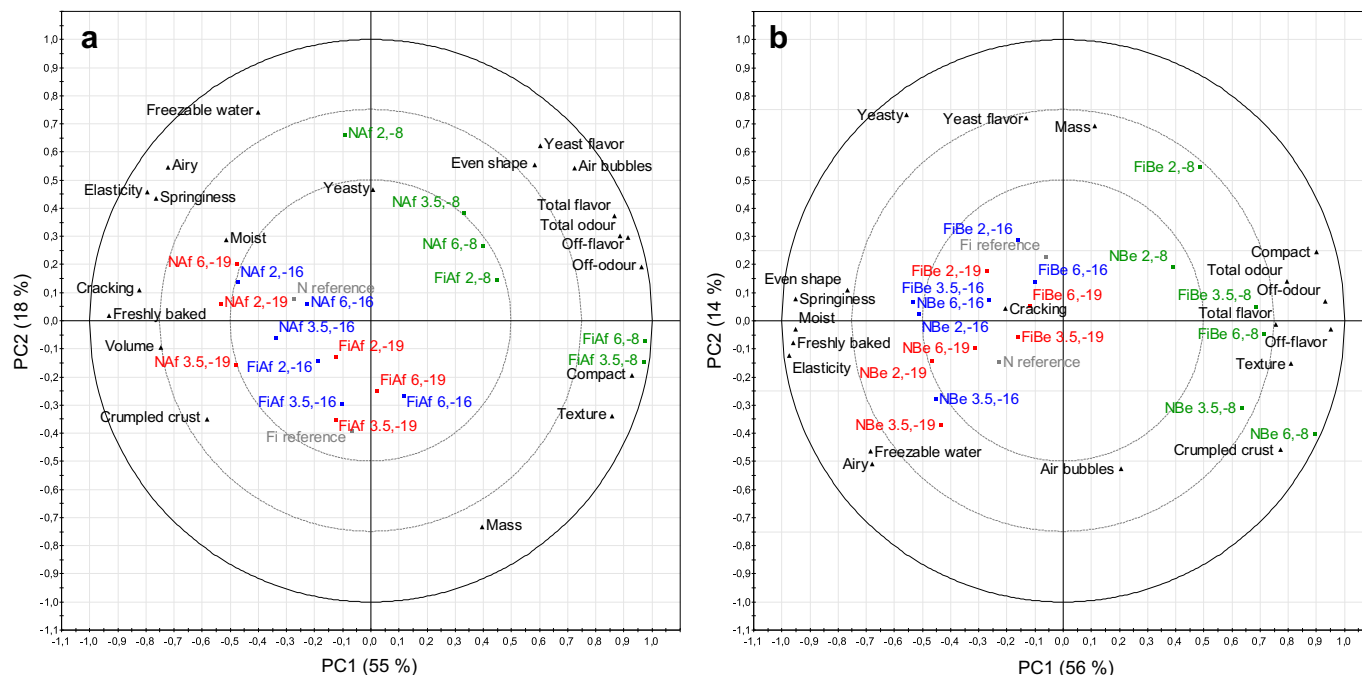 a
1,0
0,9
0,8
0,7
0,6
0,5
0,4
0,3
0,2
0,1
0,0
-0,1
-0,2
-0,3
-0,4
-0,5
-0,6
-0,7
-0,8
-0,9
-1,0
-1,1
PC2 (18 %)
Freezable water
NAf 2,-8
Yeast flavor
Even shape
Air bubbles
Airy
Elasticity
Springiness
Yeasty
NAf 3.5,-8
Total flavor
Total odour
Moist
NAf 6,-8
Off-flavor
NAf 6,-19
NAf 2,-16
FiAf 2,-8
Off-odour
Cracking
N reference
NAf 2,-19
NAf 6,-16
Freshly baked
NAf 3.5,-16
Volume
FiAf 2,-19
FiAf 6,-8
NAf 3.5,-19
FiAf 2,-16
FiAf 3.5,-8
FiAf 6,-19
Compact
FiAf 3.5,-16
FiAf 6,-16
Crumpled crust
FiAf 3.5,-19
Texture
Fi reference
Mass
-1,1 -1,0 -0,9 -0,8 -0,7 -0,6 -0,5 -0,4 -0,3 -0,2 -0,1 0,0 0,1 0,2 0,3 0,4 0,5 0,6 0,7 0,8 0,9 1,0
PC1 (55 %)
b
1,0
0,9
0,8
0,7
0,6
0,5
0,4
0,3
0,2
0,1
0,0
-0,1
-0,2
-0,3
-0,4
-0,5
-0,6
-0,7
-0,8
-0,9
-1,0
-1,1
PC2 (14 %)
Yeasty
Yeast flavor
Mass
FiBe 2,-8
FiBe 2,-16
Fi reference
Compact
NBe 2,-8
Total odour
FiBe 2,-19
FiBe 6,-16
Even shape
FiBe 3.5,-16
FiBe 6,-19
FiBe 3.5,-8
Off-odour
Springiness
NBe 6,-16
Cracking
Total flavor
Moist
NBe 2,-16
FiBe 3.5,-19
FiBe 6,-8
Freshly baked
NBe 6,-19
Off-flavor
Elasticity
NBe 2,-19
N reference
Texture
NBe 3.5,-16
NBe 3.5,-8
NBe 3.5,-19
NBe 6,-8
Freezable water
Crumpled crust
Airy
Air bubbles
-1,1 -1,0 -0,9 -0,8 -0,7 -0,6 -0,5 -0,4 -0,3 -0,2 -0,1 0,0 0,1 0,2 0,3 0,4 0,5 0,6 0,7 0,8 0,9 1,0
PC1 (56 %)